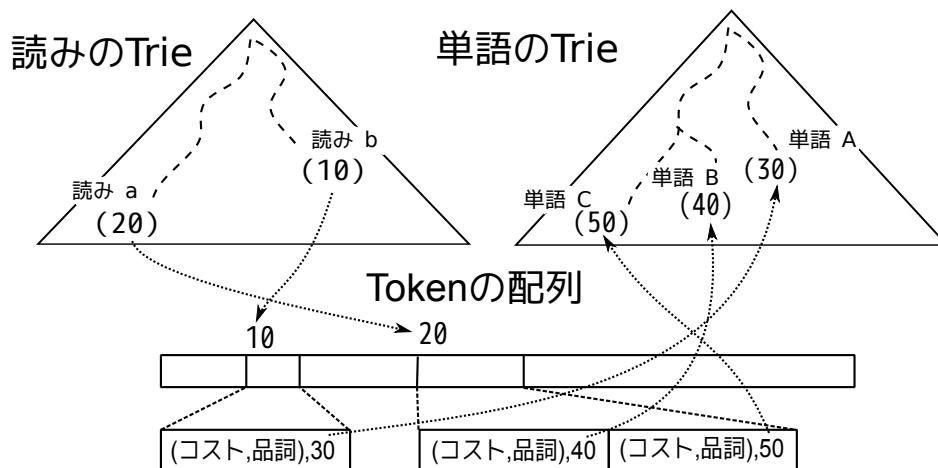 読みのTrie
単語のTrie
読み b
(10)
読み a
(20)
単語 A
(30)
単語 B
(40)
単語 C
(50)
Tokenの配列
10
20
(コスト,品詞),30
(コスト,品詞),40
(コスト,品詞),50